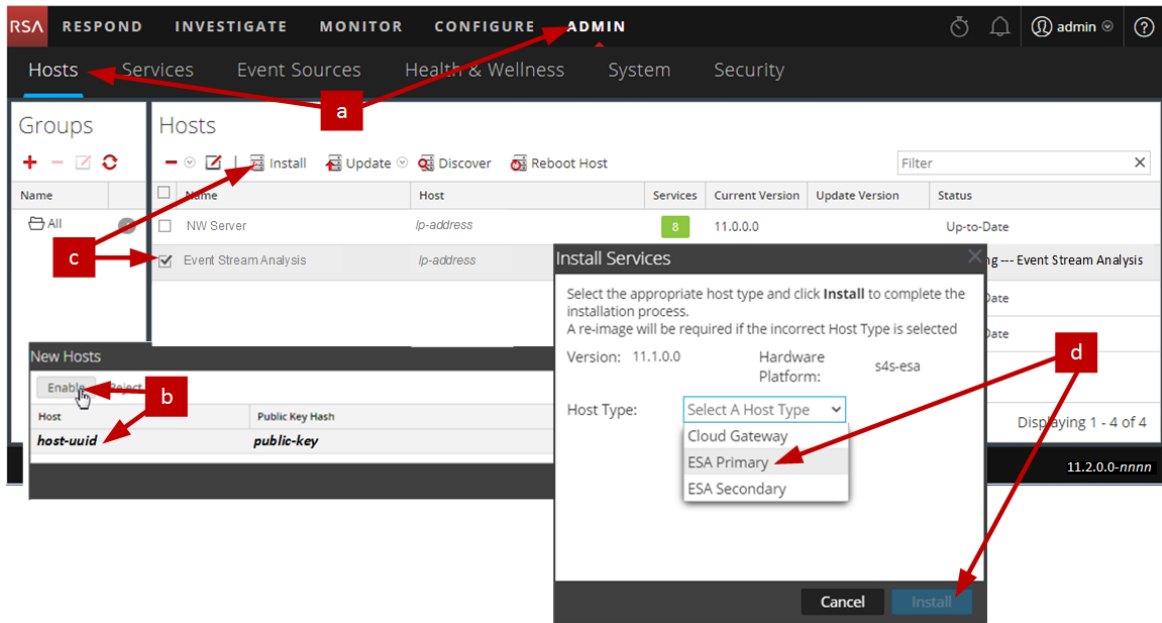 RSA RESPOND INVESTIGATE MONITOR CONFIGURE ADMIN admin ?
Hosts Services Event Sources Health & Wellness System Security
a
Groups
Hosts
Install Update Discover Reboot Host Filter
Name
Name Host Services Current Version Update Version Status
All
NW Server Ip-address 8 11.0.0.0 Up-to-Date
c
Event Stream Analysis Ip-address --- Event Stream Analysis
Install Services
Select the appropriate host type and click Install to complete the
installation process.
A re-image will be required if the incorrect Host Type is selected
Date
Date
Version: 11.1.0.0 Hardware
Platform: s4s-esa
d
New Hosts
Enable Reject
b
Host Public Key Hash
host-uuid public-key
Host Type: Select A Host Type
Cloud Gateway
ESA Primary
ESA Secondary
Displaying 1 - 4 of 4
11.2.0.0-nnnn
Cancel Install